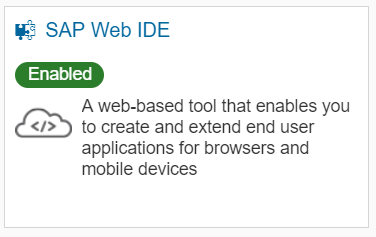 SAP Web IDE
Enabled
A web-based tool that enables you
to create and extend end user
applications for browsers and
mobile devices